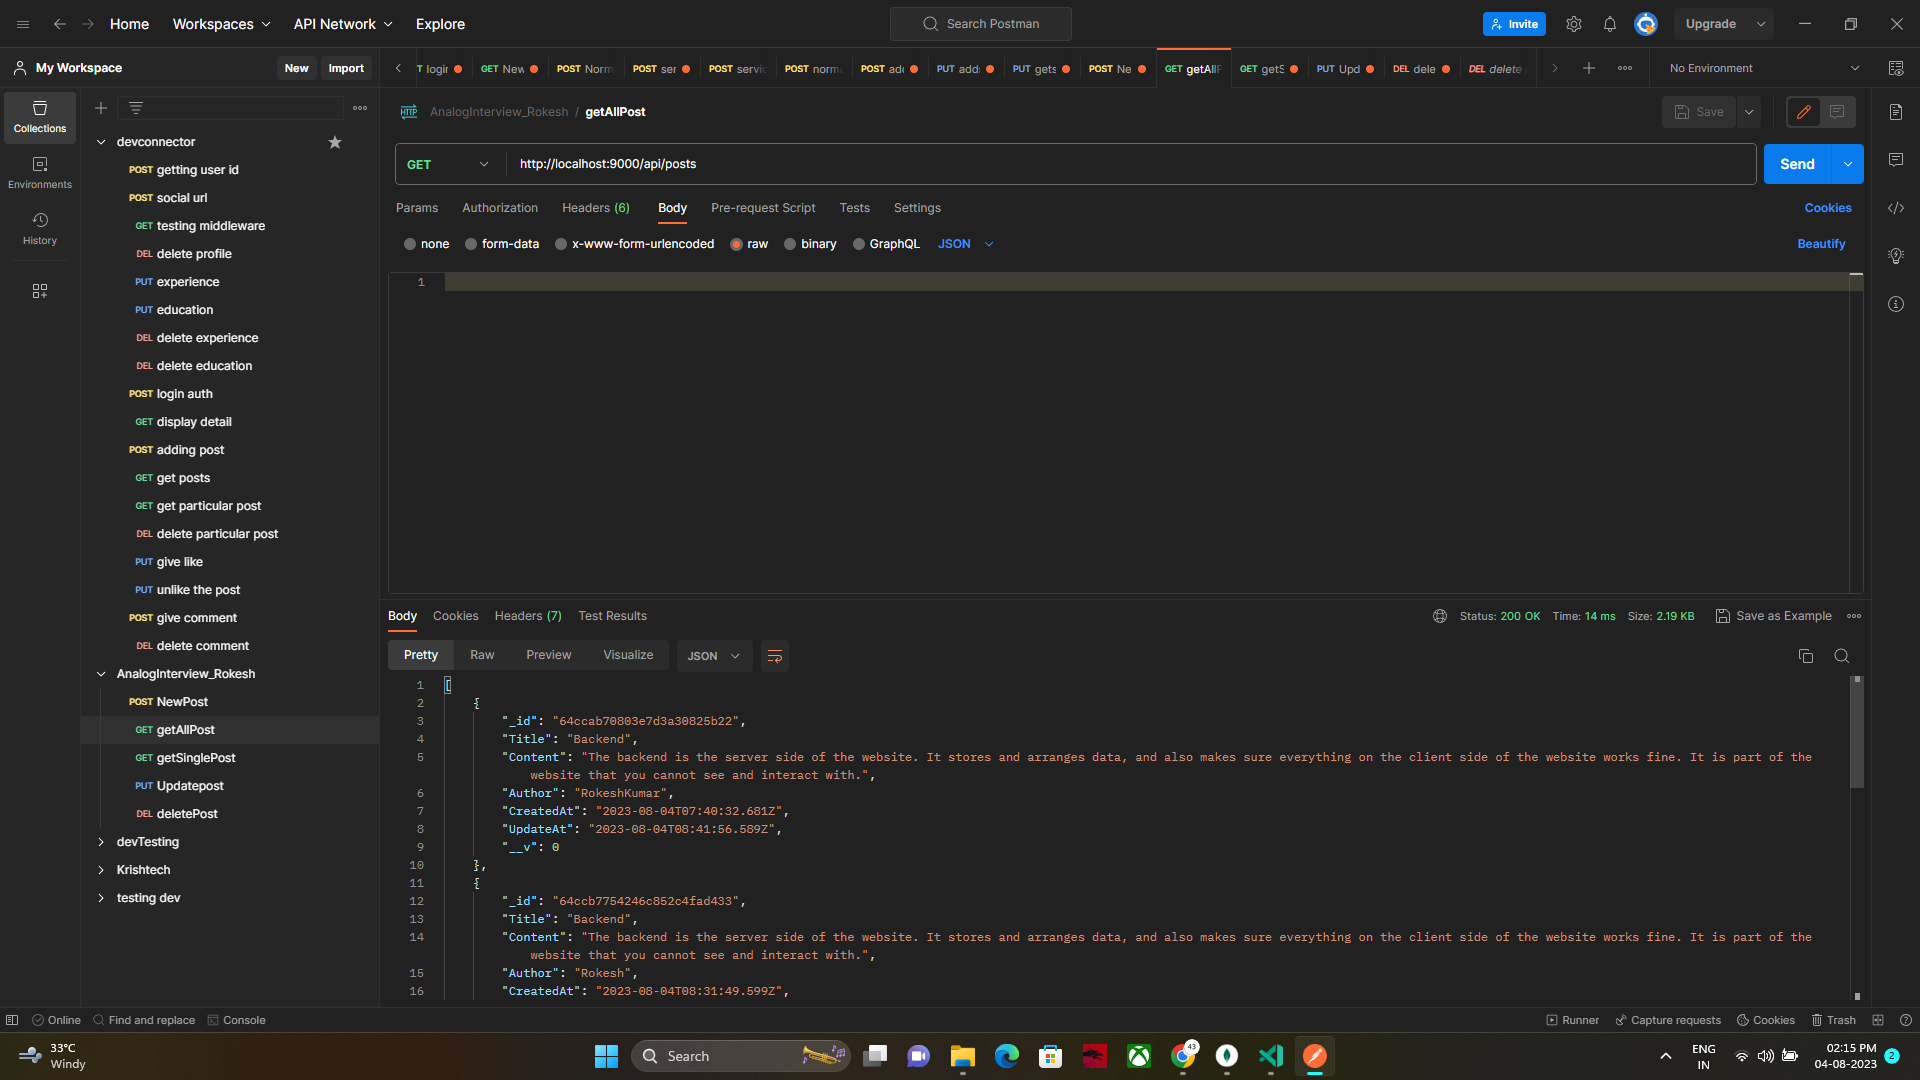 Home
Workspaces
API Network
Explore
Search Postman
Invite
Upgrade
My Workspace
New
Import
GET New
POST Norm
POST ser
POST servic
POST norma
POST add
PUT add
PUT gets
POST Ne
GET getAllP
GET getS
PUT Upd
DEL dele
DEL delete
No Environment
Collections
Environments
History
AnalogInterview_Rokesh / getAllPost
Save
GET http://localhost:9000/api/posts
Send
Params Authorization Headers (6) Body Pre-request Script Tests Settings
Cookies
none form-data x-www-form-urlencoded raw binary GraphQL JSON
Beautify
1
devconnector
POST getting user id
POST social url
GET testing middleware
DEL delete profile
PUT experience
PUT education
DEL delete experience
DEL delete education
POST login auth
GET display detail
POST adding post
GET get posts
GET get particular post
DEL delete particular post
PUT give like
PUT unlike the post
POST give comment
DEL delete comment
AnalogInterview_Rokesh
POST NewPost
GET getAllPost
GET getSinglePost
PUT Updatepost
DEL deletePost
devTesting
Krishtech
testing dev
Body Cookies Headers (7) Test Results
Status: 200 OK Time: 14 ms Size: 2.19 KB Save as Example
Pretty Raw Preview Visualize JSON
1 [
2 {
3 "_id": "64ccab70803e7d3a30825b22",
4 "Title": "Backend",
5 "Content": "The backend is the server side of the website. It stores and arranges data, and also makes sure everything on the client side of the website works fine. It is part of the
website that you cannot see and interact with.",
6 "Author": "RokeshKumar",
7 "CreatedAt": "2023-08-04T07:40:32.681Z",
8 "UpdateAt": "2023-08-04T08:41:56.589Z",
9 "__v": 0
10 },
11 {
12 "_id": "64ccb7754246c852c4fad433",
13 "Title": "Backend",
14 "Content": "The backend is the server side of the website. It stores and arranges data, and also makes sure everything on the client side of the website works fine. It is part of the
website that you cannot see and interact with.",
15 "Author": "Rokesh",
16 "CreatedAt": "2023-08-04T08:31:49.599Z",
Online
Find and replace
Console
Runner
Capture requests
Cookies
Trash
33°C
Windy
Search
43
ENG
IN
02:15 PM
04-08-2023
2